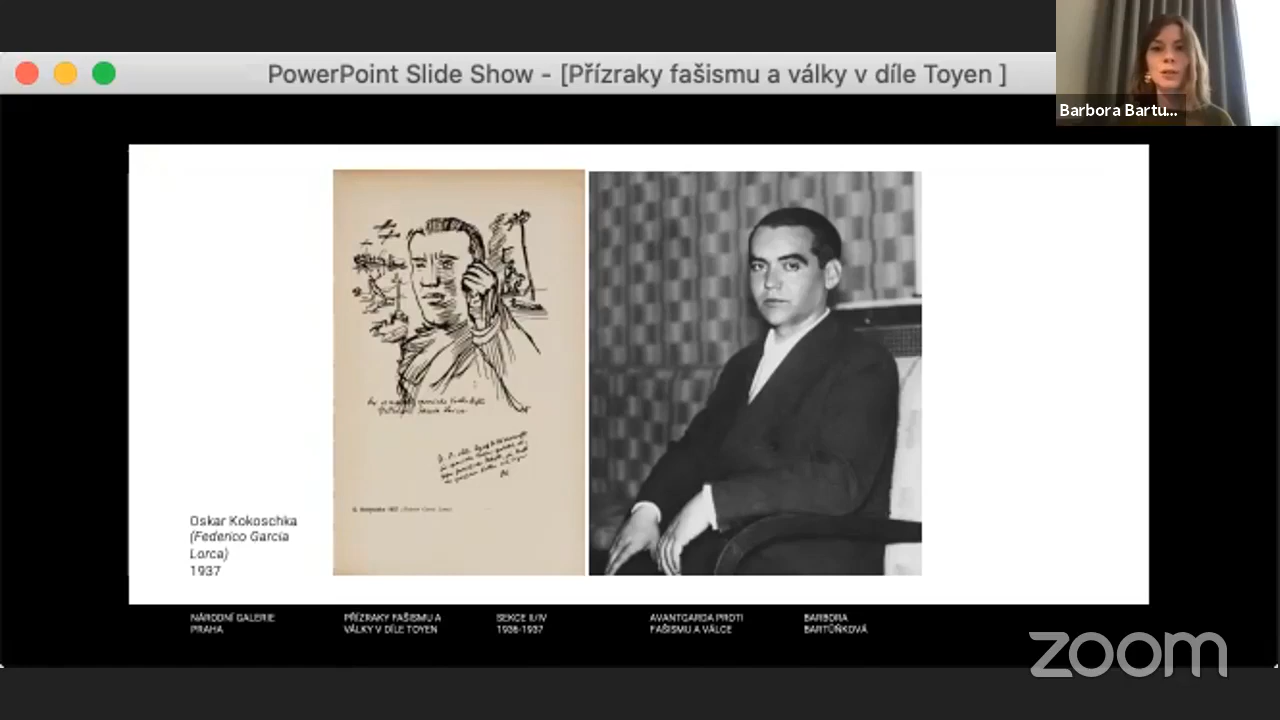 PowerPoint Slide Show - [Přízraky fašismu a války v díle Toyen ]
Barbora Bartu...
Oskar Kokoschka
(Federico García
Lorca)
1937
NÁRODNÍ GALERIE
PRAHA
PŘÍZRAKY FAŠISMU A
VÁLKY V DÍLE TOYEN
SEKCE II/IV
1936-1937
AVANTGARDA PROTI
FAŠISMU A VÁLCE
BARBORA
BARTŮŇKOVÁ
zoom